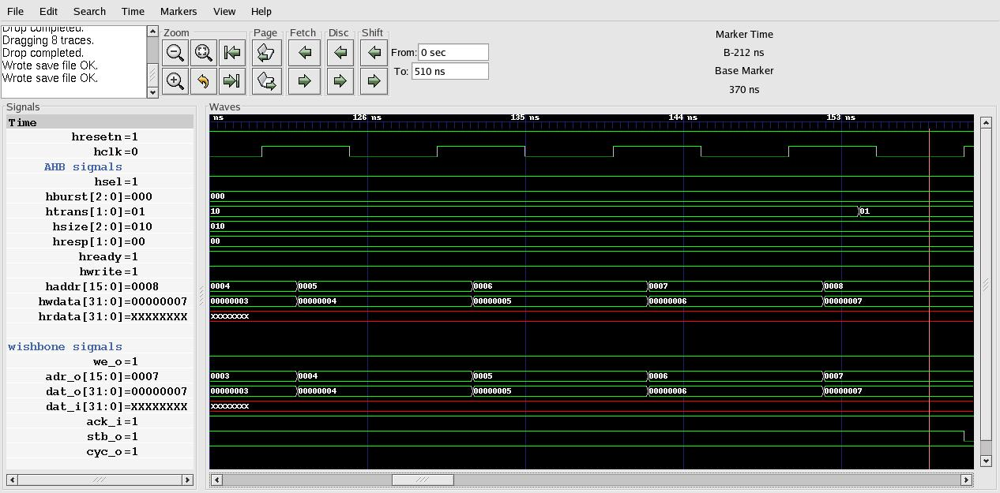 File Edit Search Time Markers View Help
Drop completed.
Dragging 8 traces.
Drop completed.
Wrote save file OK.
Wrote save file OK.
Zoom Page Fetch Disc Shift
From: 0 sec
To: 510 ns
Marker Time
B-212 ns
Base Marker
370 ns
Signals
Time
hresetn=1
hclk=0
AHB signals
hsel=1
hburst[2:0]=000
htrans[1:0]=01
hsize[2:0]=010
hresp[1:0]=00
hready=1
hwrite=1
haddr[15:0]=0008
hwdata[31:0]=00000007
hrdata[31:0]=XXXXXXXX
wishbone signals
we_o=1
adr_o[15:0]=0007
dat_o[31:0]=00000007
dat_i[31:0]=XXXXXXXX
ack_i=1
stb_o=1
cyc_o=1
Waves
ns 126 ns 135 ns 144 ns 153 ns
000
10 01
010
00
0004 0005 0006 0007 0008
00000003 00000004 00000005 00000006 00000007
xxxxxxxx
0003 0004 0005 0006 0007
00000003 00000004 00000005 00000006 00000007
xxxxxxxx